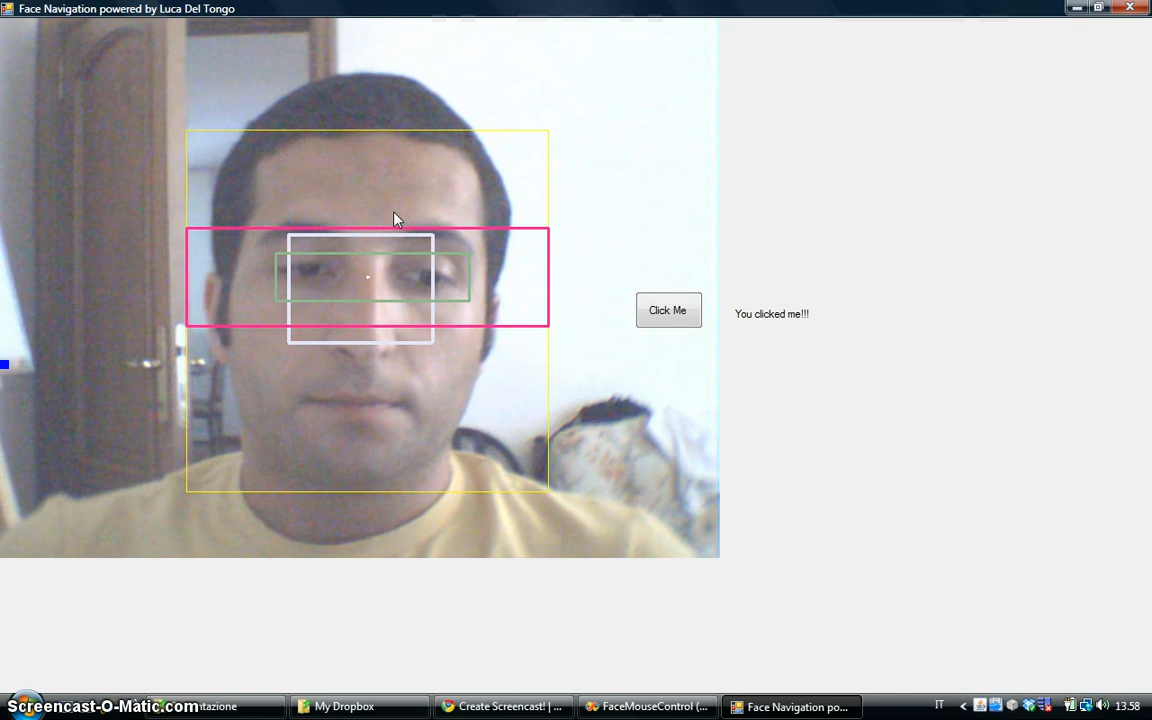 Face Navigation powered by Luca Del Tongo
Click Me
You clicked me!!!
Screencast-O-Matic.com
entazione
My Dropbox
Create Screencast! | ...
FaceMouseControl (...
Face Navigation po...
IT
13.58